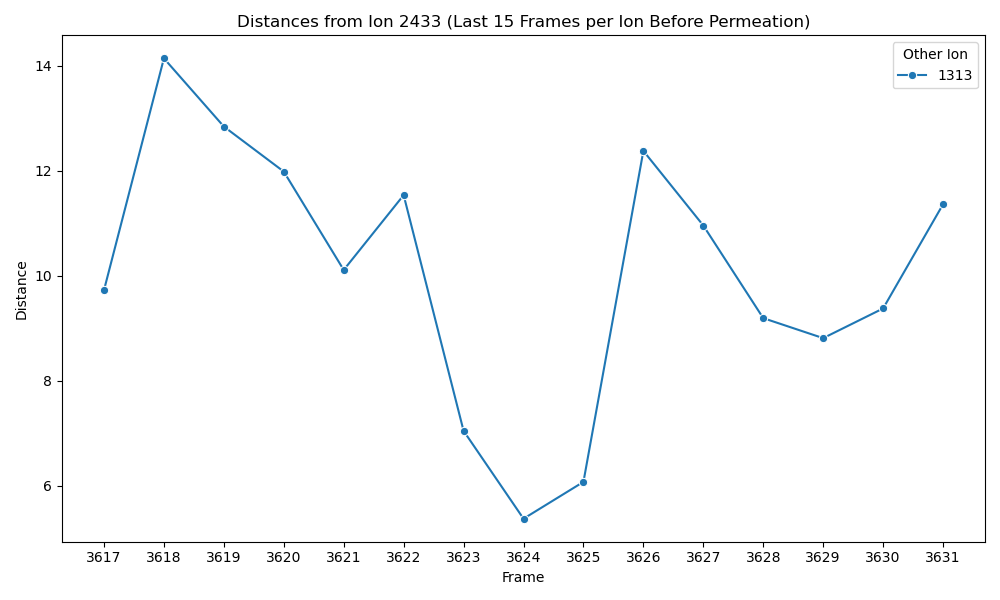 Distances from Ion 2433 (Last 15 Frames per Ion Before Permeation)
Other Ion
1313
14
12
10
8
6
Distance
3617 3618 3619 3620 3621 3622 3623 3624 3625 3626 3627 3628 3629 3630 3631
Frame